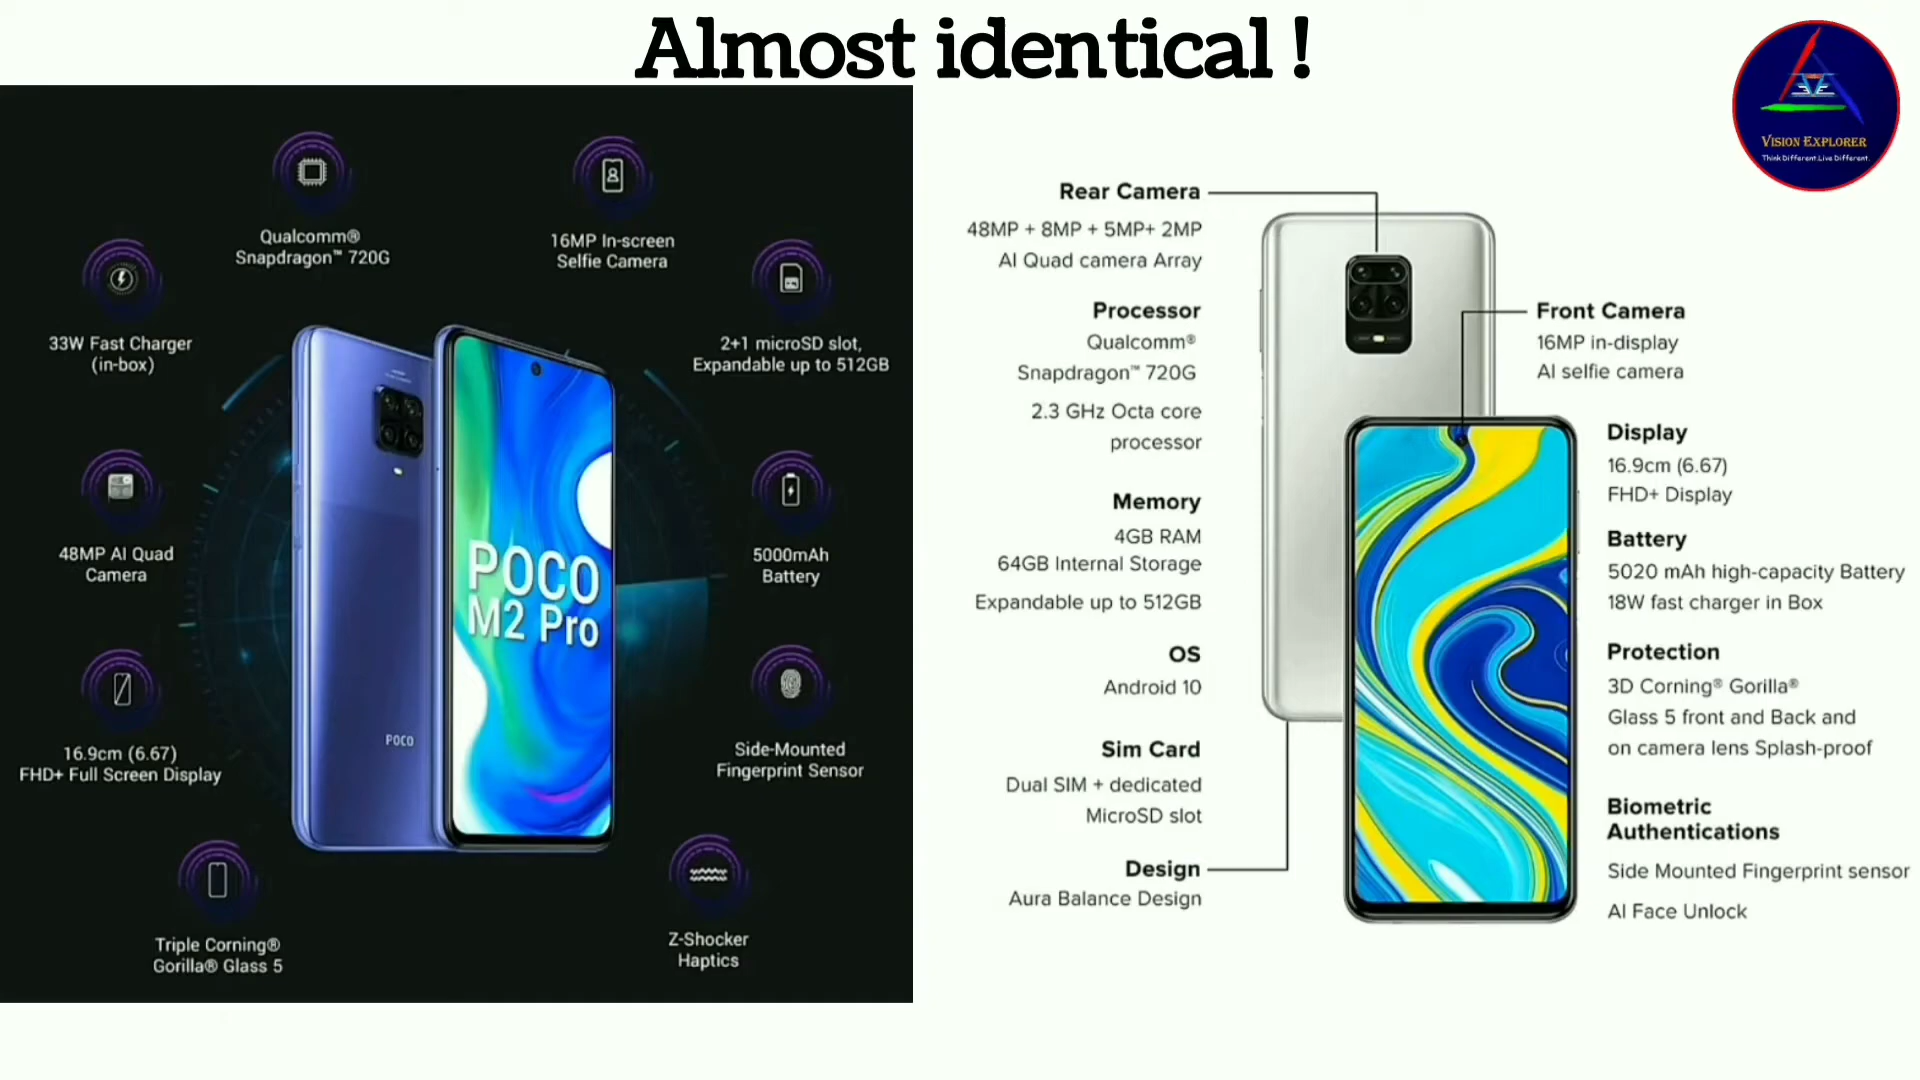 Almost identical !
VISION EXPLORER
Think Different.Live Different.
Qualcomm®
Snapdragon™ 720G
16MP In-screen
Selfie Camera
33W Fast Charger
(in-box)
2+1 microSD slot,
Expandable up to 512GB
48MP AI Quad
Camera
5000mAh
Battery
POCO
M2 Pro
POCO
16.9cm (6.67)
FHD+ Full Screen Display
Side-Mounted
Fingerprint Sensor
Triple Corning®
Gorilla® Glass 5
Z-Shocker
Haptics
Rear Camera
48MP + 8MP + 5MP+ 2MP
AI Quad camera Array
Processor
Qualcomm®
Snapdragon™ 720G
2.3 GHz Octa core
processor
Memory
4GB RAM
64GB Internal Storage
Expandable up to 512GB
OS
Android 10
Sim Card
Dual SIM + dedicated
MicroSD slot
Design
Aura Balance Design
Front Camera
16MP in-display
AI selfie camera
Display
16.9cm (6.67)
FHD+ Display
Battery
5020 mAh high-capacity Battery
18W fast charger in Box
Protection
3D Corning® Gorilla®
Glass 5 front and Back and
on camera lens Splash-proof
Biometric
Authentications
Side Mounted Fingerprint sensor
AI Face Unlock